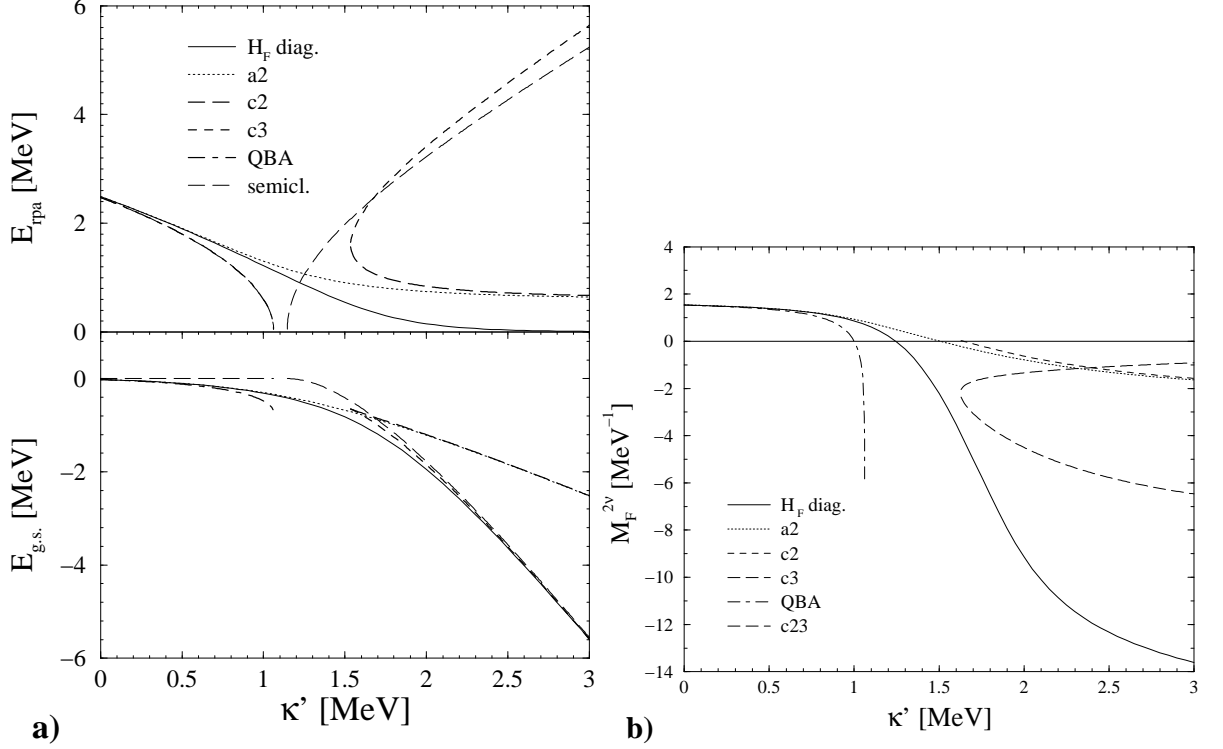 6
4
2
0
E_rpa [MeV]
H_F diag.
a2
c2
c3
QBA
semicl.
0
−2
−4
−6
E_g.s. [MeV]
0 0.5 1 1.5 2 2.5 3
κ’ [MeV]
a)
4
2
0
−2
−4
−6
−8
−10
−12
−14
M_F^2ν [MeV^−1]
H_F diag.
a2
c2
c3
QBA
c23
0 0.5 1 1.5 2 2.5 3
κ’ [MeV]
b)